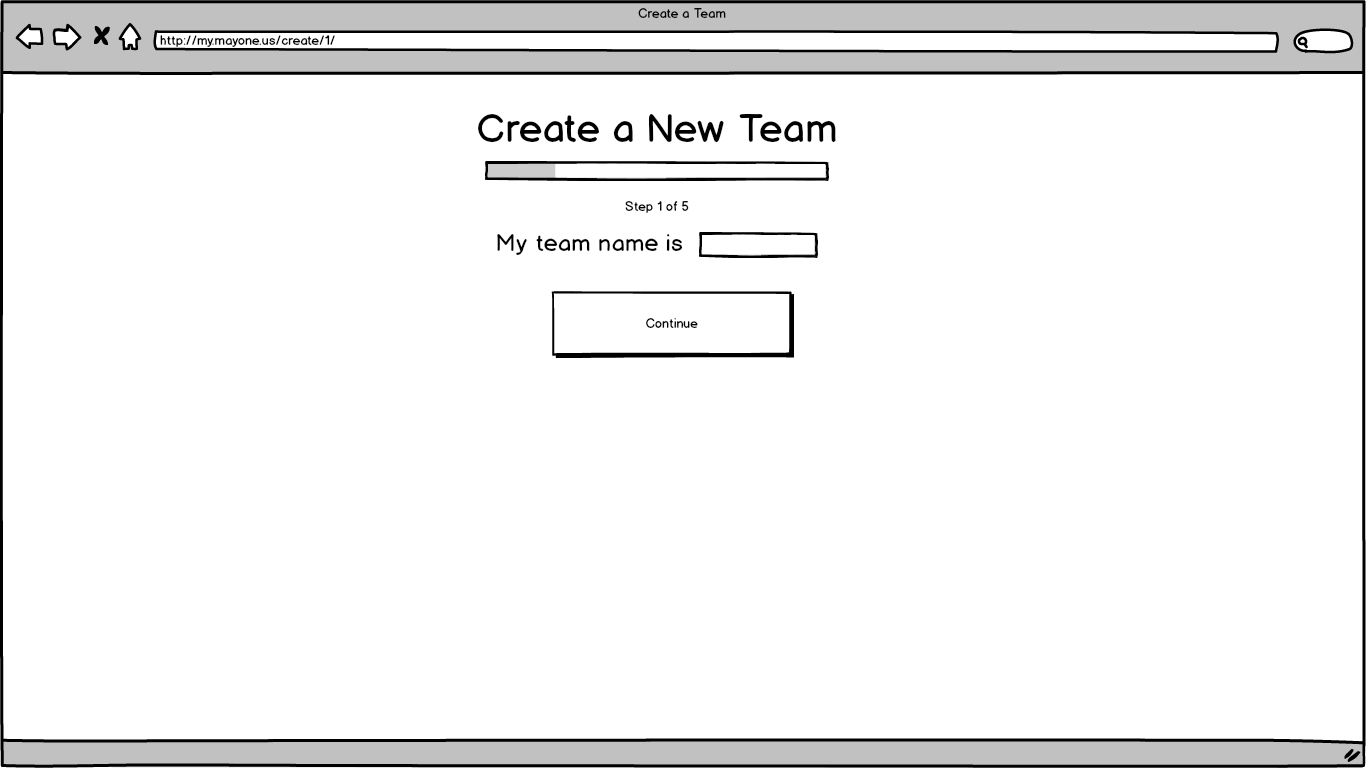 Create a Team
http://my.mayone.us/create/1/
Create a New Team
Step 1 of 5
My team name is
Continue